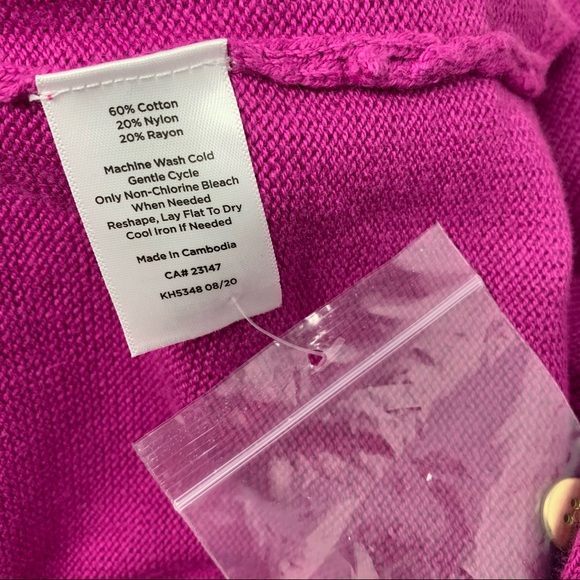 60% Cotton
20% Nylon
20% Rayon
Machine Wash Cold
Gentle Cycle
Only Non-Chlorine Bleach
When Needed
Reshape, Lay Flat To Dry
Cool Iron If Needed
Made In Cambodia
CA# 23147
KH5348 08/20